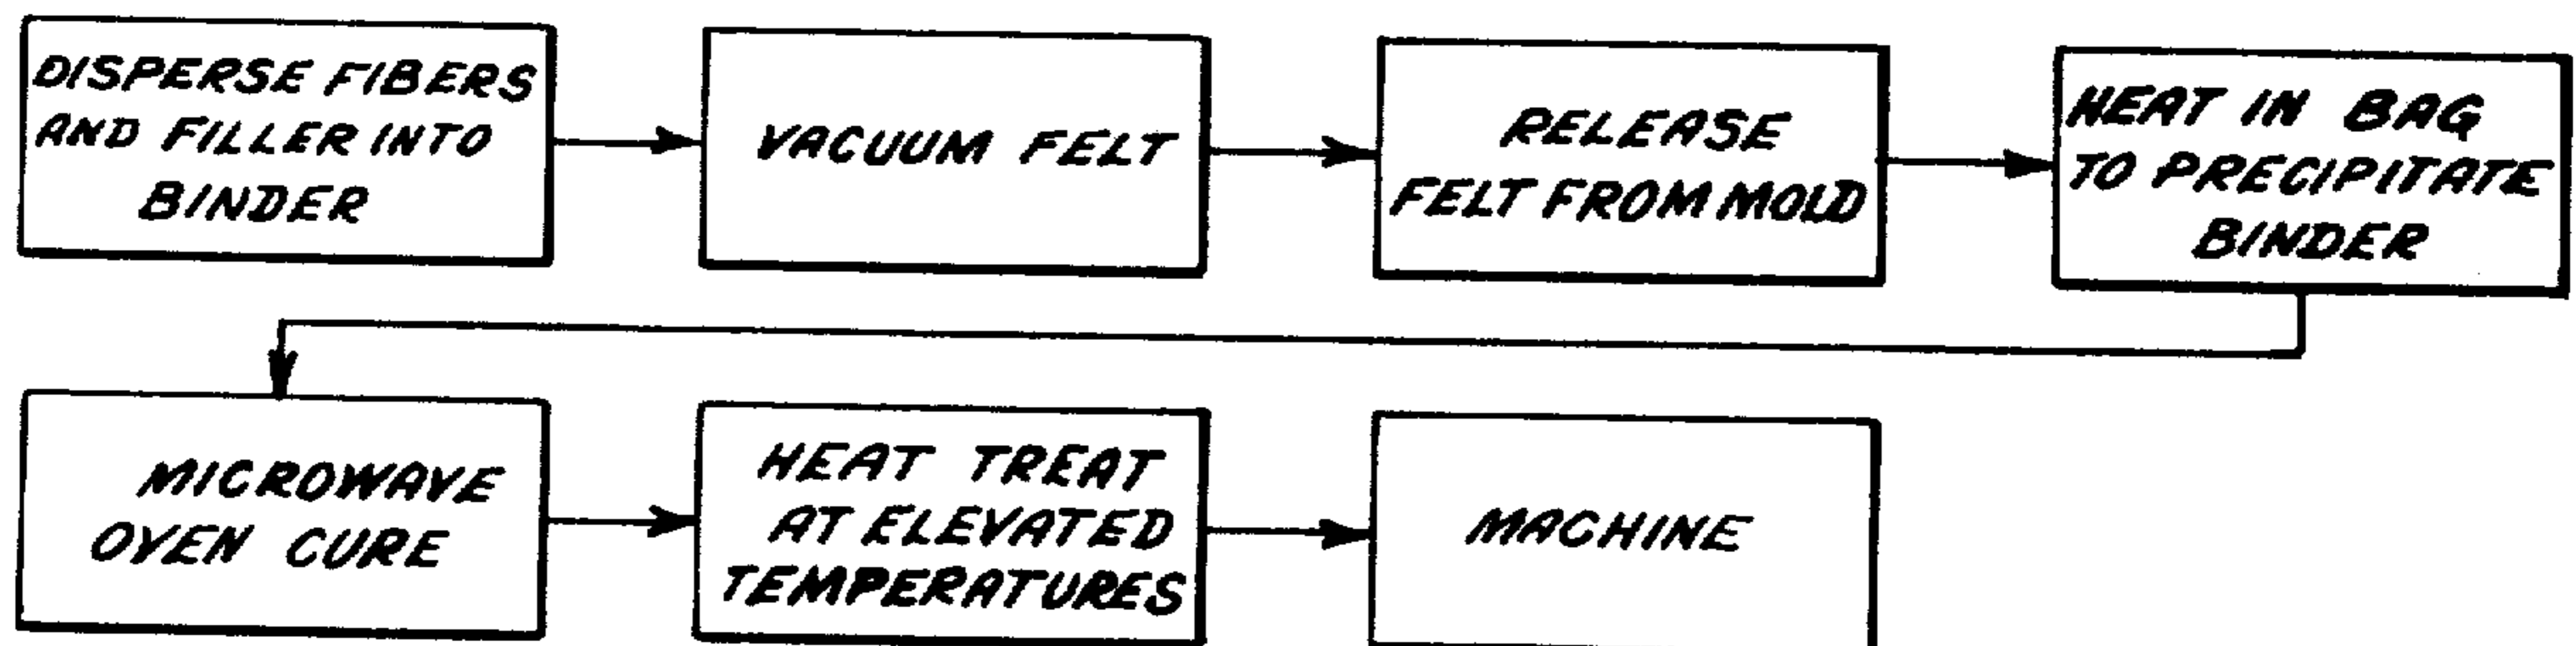 DISPERSE FIBERS
AND FILLER INTO
BINDER
VACUUM FELT
RELEASE
FELT FROM MOLD
HEAT IN BAG
TO PRECIPITATE
BINDER
MICROWAVE
OVEN CURE
HEAT TREAT
AT ELEVATED
TEMPERATURES
MACHINE